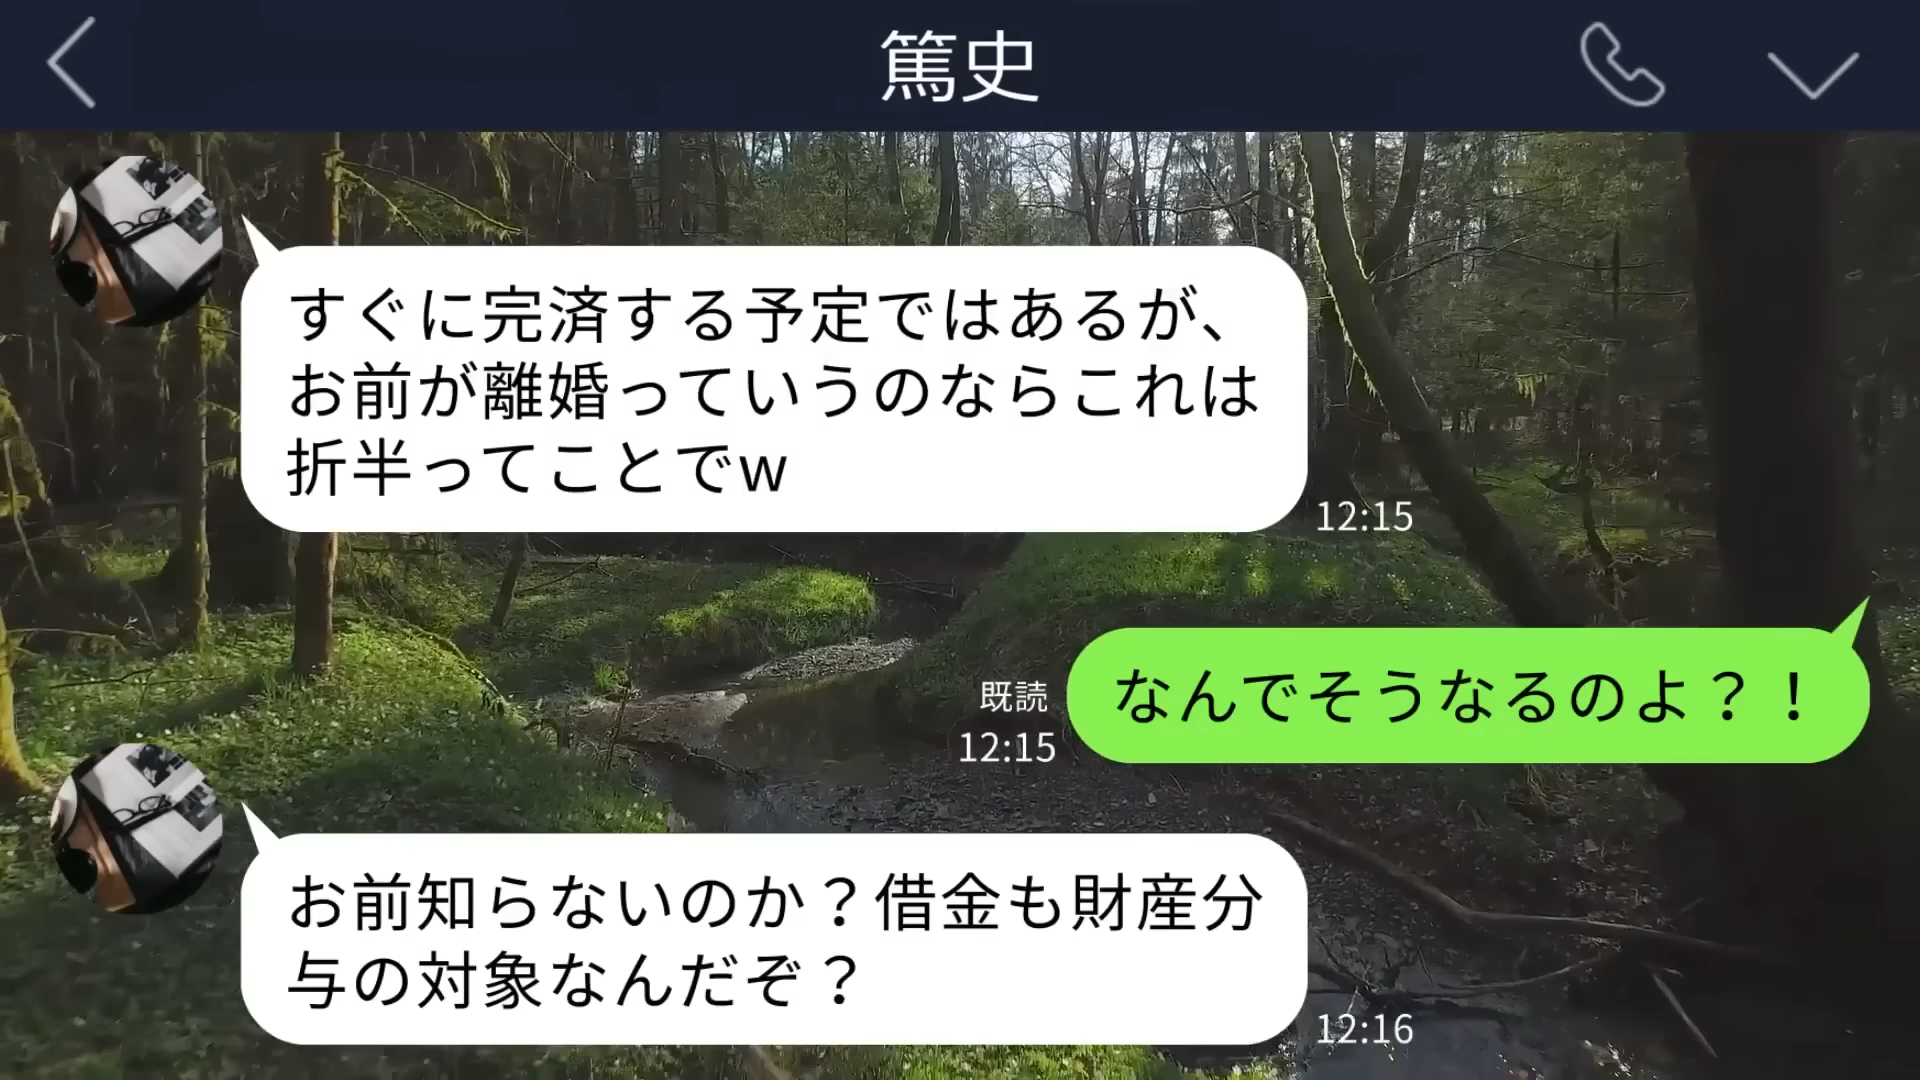 篤史
すぐに完済する予定ではあるが、
お前が離婚っていうのならこれは
折半ってことでw
12:15
なんでそうなるのよ？！
既読
12:15
お前知らないのか？借金も財産分
与の対象なんだぞ？
12:16